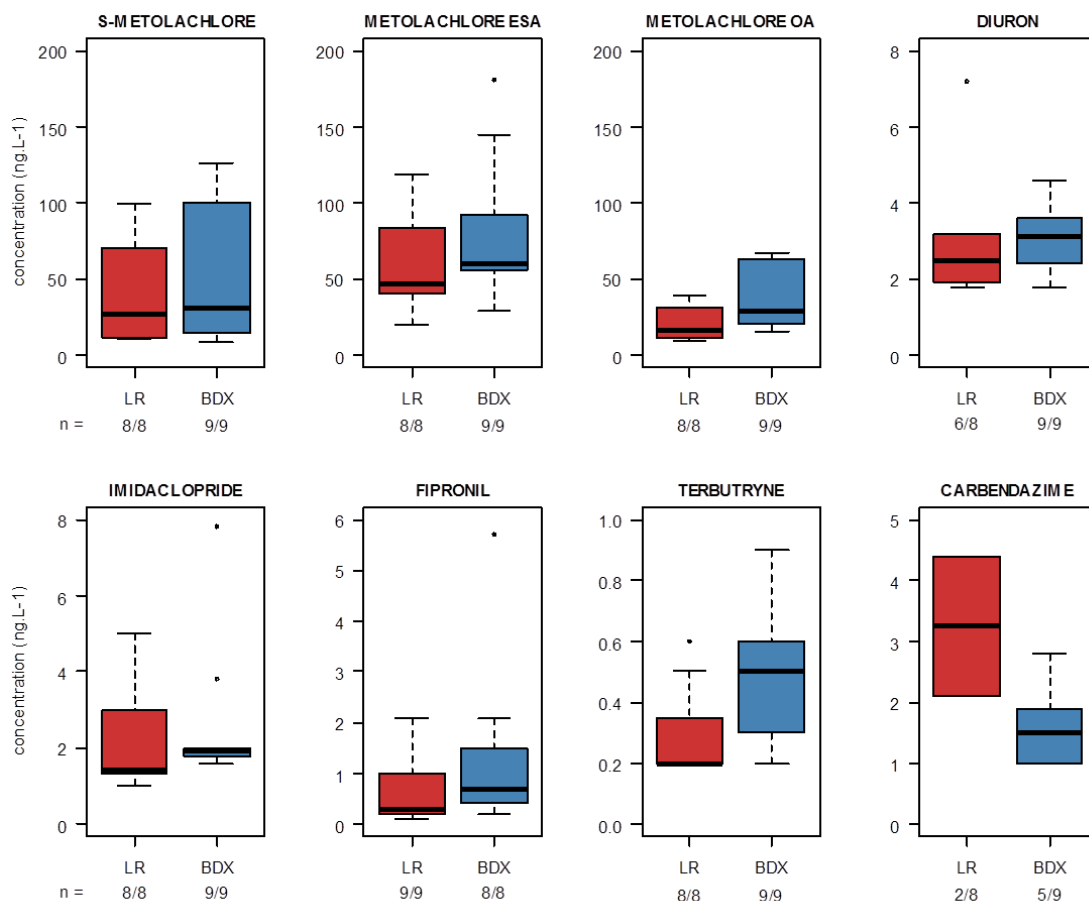 S-METOLACHLORE METOLACHLORE ESA METOLACHLORE OA DIURON
concentration (ng.L-1)
200 200 200 8
150 150 150 6
100 100 100 4
50 50 50 2
0 0 0 0
LR BDX LR BDX LR BDX LR BDX
n = 8/8 9/9 8/8 9/9 8/8 9/9 6/8 9/9
IMIDACLOPRIDE FIPRONIL TERBUTRYNE CARBENDAZIME
concentration (ng.L-1)
8 6 1.0 5
5 0.8 4
6
4 0.6 3
4 3
0.4 2
2 2
1 0.2 1
0 0 0.0 0
LR BDX LR BDX LR BDX LR BDX
n = 8/8 9/9 9/9 8/8 8/8 9/9 2/8 5/9